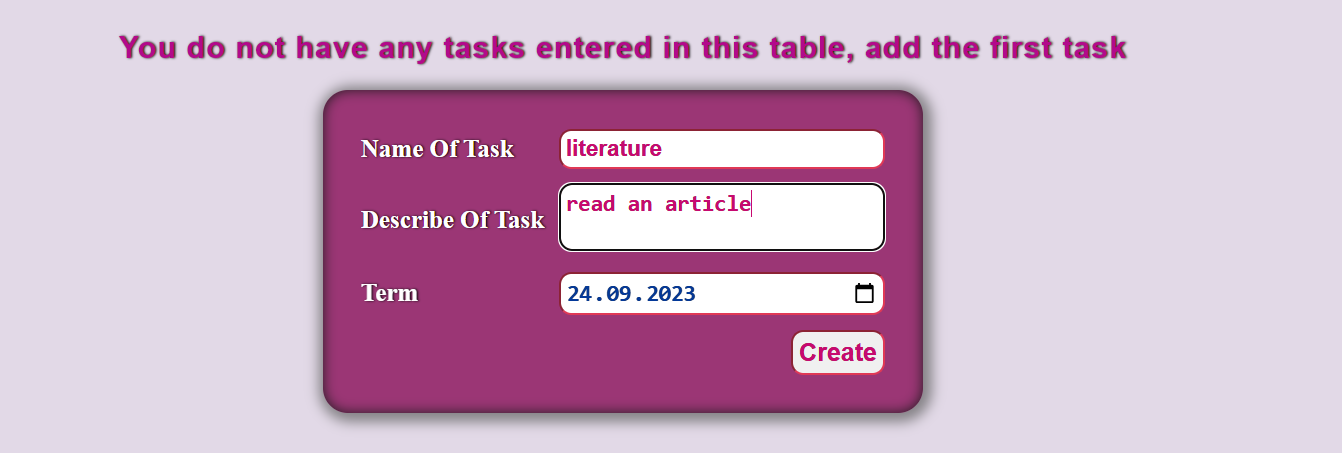 You do not have any tasks entered in this table, add the first task
Name Of Task literature
Describe Of Task read an article
Term 24.09.2023
Create